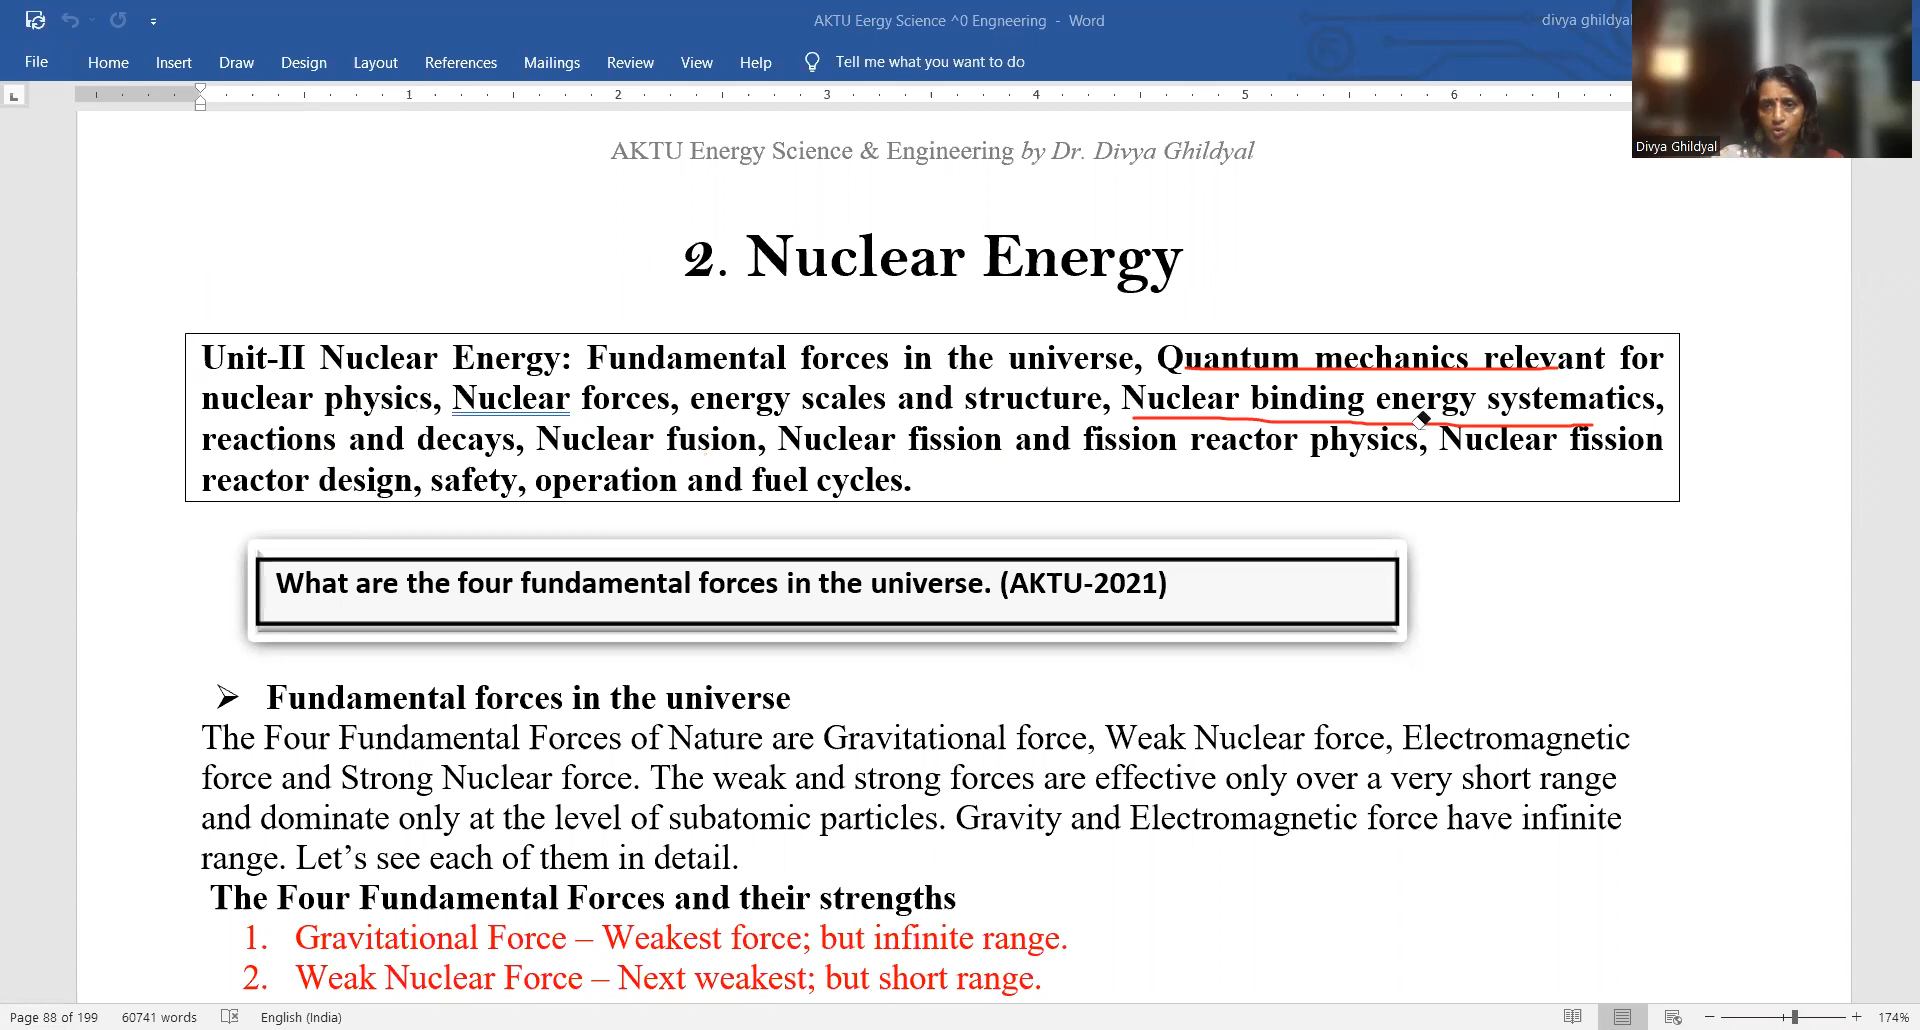 AKTU Eergy Science ^0 Engneering - Word
divya ghildyal
File Home Insert Draw Design Layout References Mailings Review View Help Tell me what you want to do
1 2 3 4 5 6
Divya Ghildyal
AKTU Energy Science & Engineering by Dr. Divya Ghildyal
2. Nuclear Energy
Unit-II Nuclear Energy: Fundamental forces in the universe, Quantum mechanics relevant for
nuclear physics, Nuclear forces, energy scales and structure, Nuclear binding energy systematics,
reactions and decays, Nuclear fusion, Nuclear fission and fission reactor physics, Nuclear fission
reactor design, safety, operation and fuel cycles.
What are the four fundamental forces in the universe. (AKTU-2021)
➢ Fundamental forces in the universe
The Four Fundamental Forces of Nature are Gravitational force, Weak Nuclear force, Electromagnetic
force and Strong Nuclear force. The weak and strong forces are effective only over a very short range
and dominate only at the level of subatomic particles. Gravity and Electromagnetic force have infinite
range. Let’s see each of them in detail.
The Four Fundamental Forces and their strengths
1. Gravitational Force – Weakest force; but infinite range.
2. Weak Nuclear Force – Next weakest; but short range.
Page 88 of 199 60741 words English (India) 174%